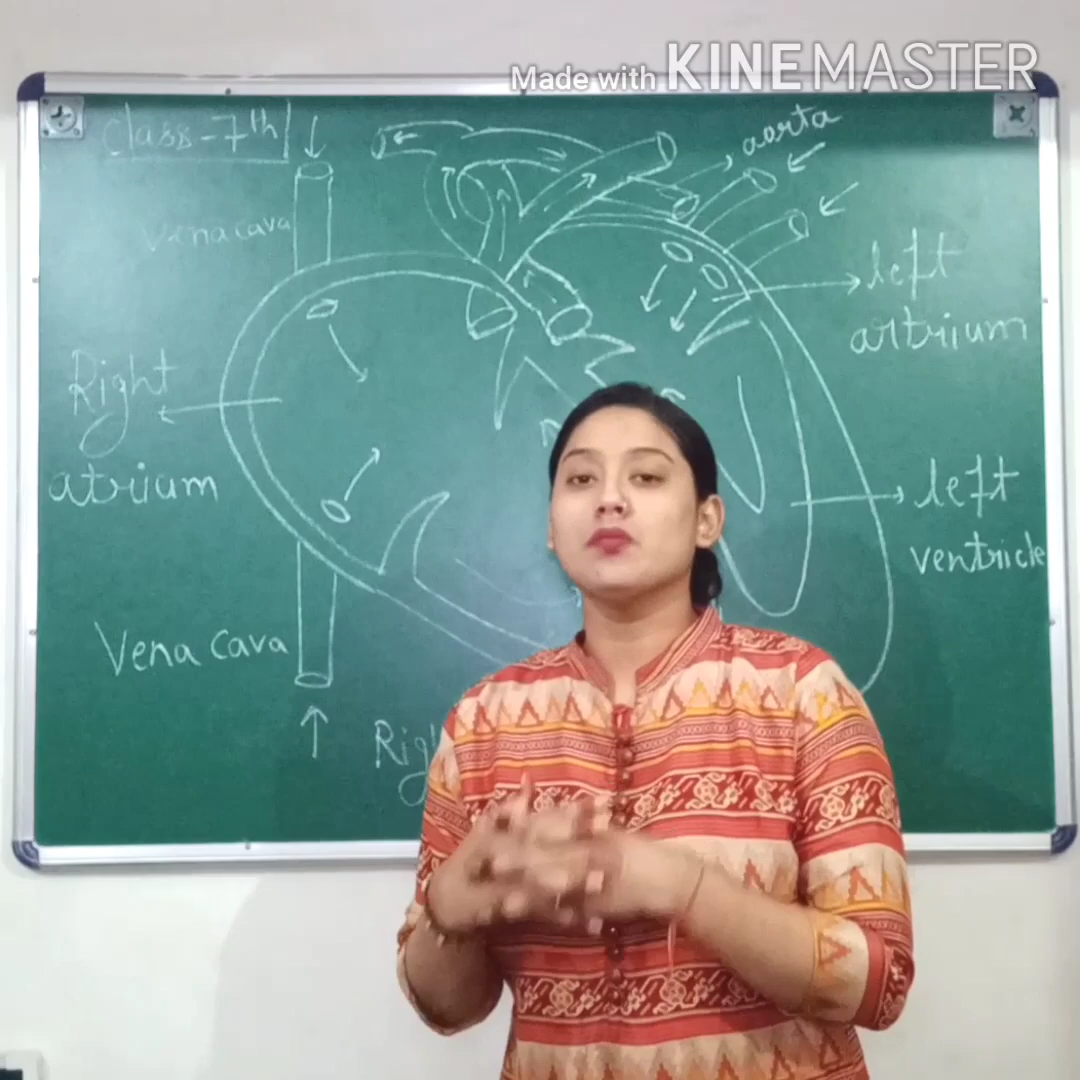 Made with KINEMASTER
Class-7th
aorta
Vena cava
left
artrium
Right
atrium
left
ventricle
Vena cava